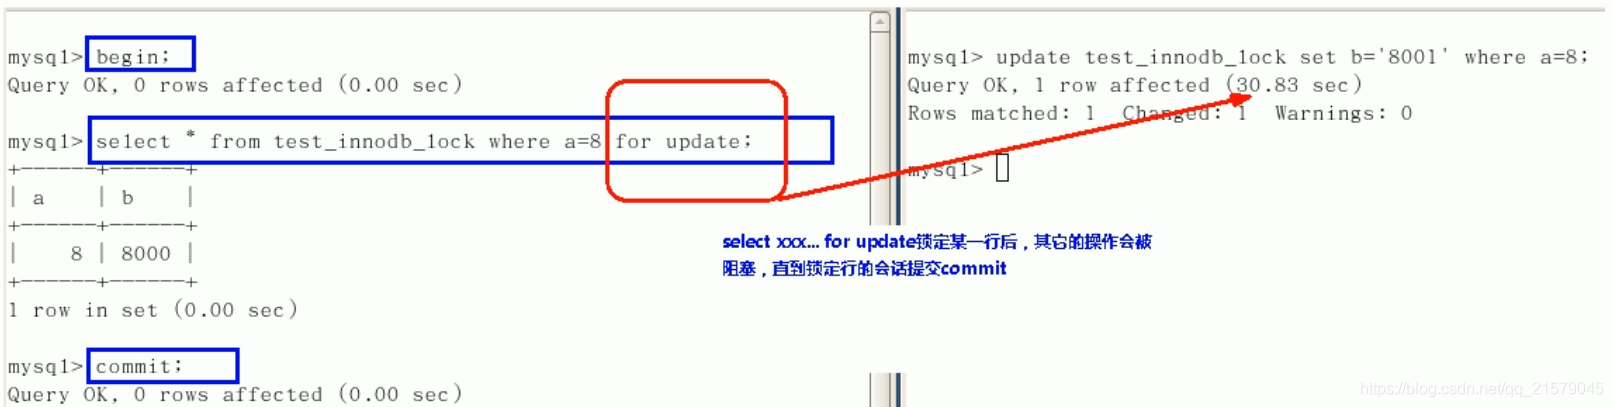 mysql> begin;
Query OK, 0 rows affected (0.00 sec)
mysql> select * from test_innodb_lock where a=8 for update;
+------+------+
| a    | b    |
+------+------+
|    8 | 8000 |
+------+------+
1 row in set (0.00 sec)
mysql> commit;
Query OK, 0 rows affected (0.00 sec)
mysql> update test_innodb_lock set b='8001' where a=8;
Query OK, 1 row affected (30.83 sec)
Rows matched: 1  Changed: 1  Warnings: 0
mysql>
select xxx... for update锁定某一行后，其它的操作会被
阻塞，直到锁定行的会话提交commit
https://blog.csdn.net/qq_21579045